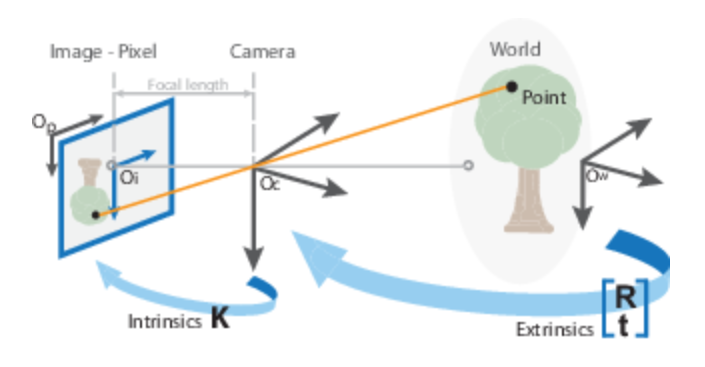 Image - Pixel
Camera
World
Focal length
Point
Op
Oi
Oc
Ow
Intrinsics K
Extrinsics [R
t]